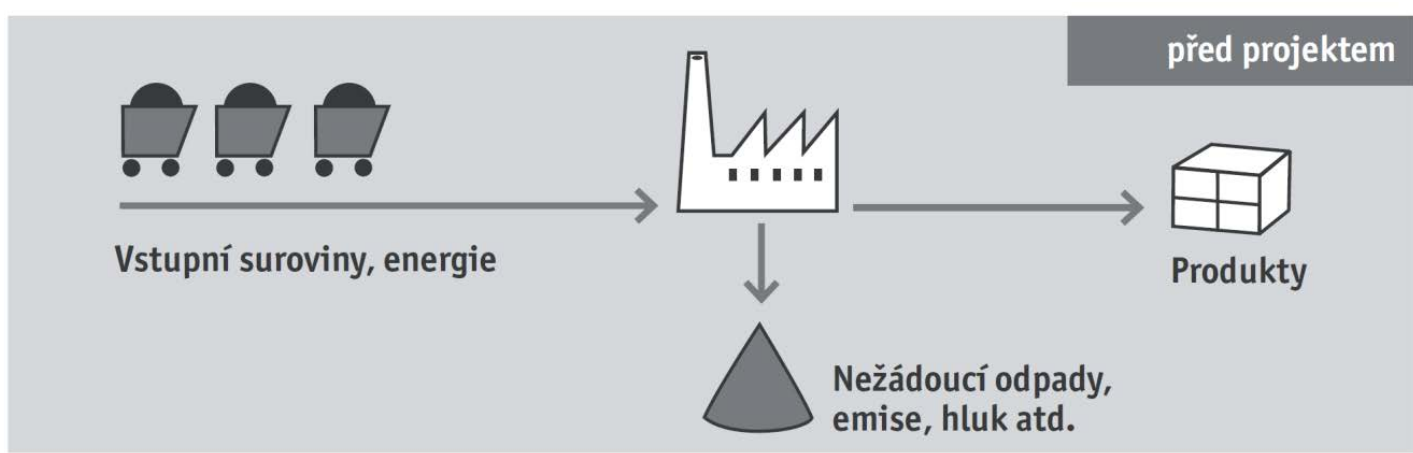 před projektem
Vstupní suroviny, energie
Produkty
Nežádoucí odpady,
emise, hluk atd.